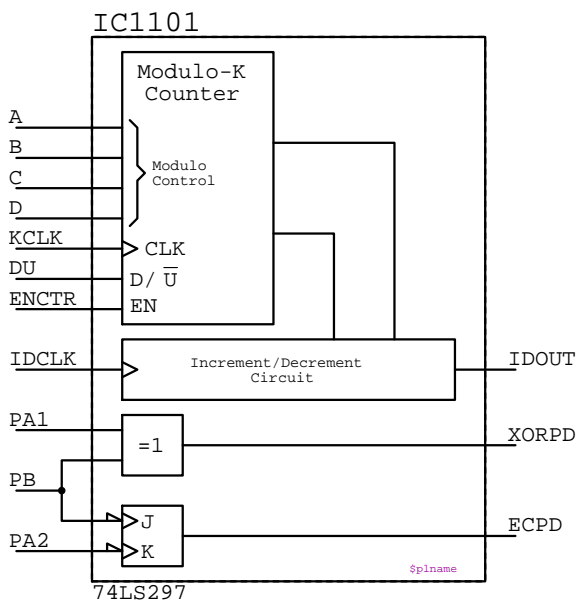 IC1101
Modulo-K
Counter
A
B
C
D
Modulo
Control
KCLK
CLK
DU
D/ U̅
ENCTR
EN
IDCLK
Increment/Decrement
Circuit
IDOUT
PA1
=1
XORPD
PB
J
ECPD
PA2
K
$plname
74LS297